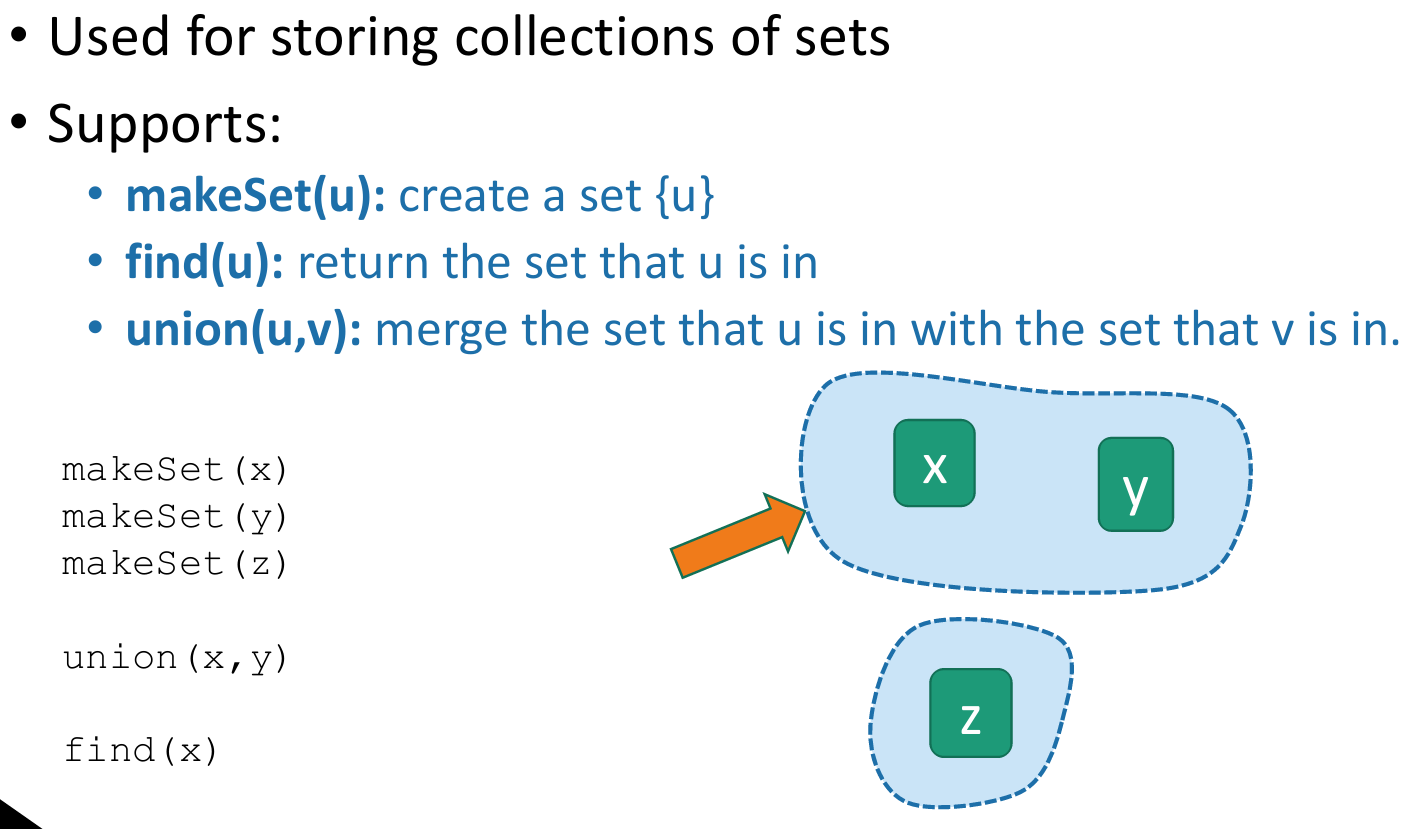 • Used for storing collections of sets
• Supports:
• makeSet(u): create a set {u}
• find(u): return the set that u is in
• union(u,v): merge the set that u is in with the set that v is in.
makeSet(x)
makeSet(y)
makeSet(z)
union(x,y)
find(x)
x
y
z